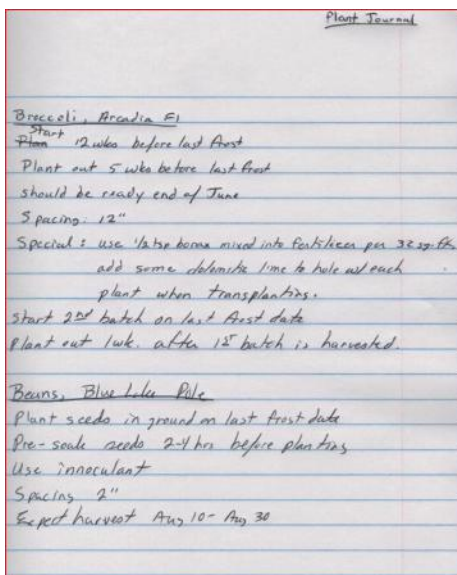 Plant Journal
Broccoli, Arcadia F1
Start
Plan 12 wks before last frost
Plant out 5 wks before last frost
should be ready end of June
Spacing: 12"
Special: use 1/2 tsp borax mixed into fertilizer per 32 sq. ft.
add some dolomitic lime to hole w/ each
plant when transplanting.
Start 2nd batch on last frost date
Plant out 1wk. after 1st batch is harvested.
Beans, Blue Lake Pole
Plant seeds in ground on last frost date
Pre-soak seeds 2-4 hrs before planting
Use innoculant
Spacing 2"
Expect harvest Aug 10 - Aug 30